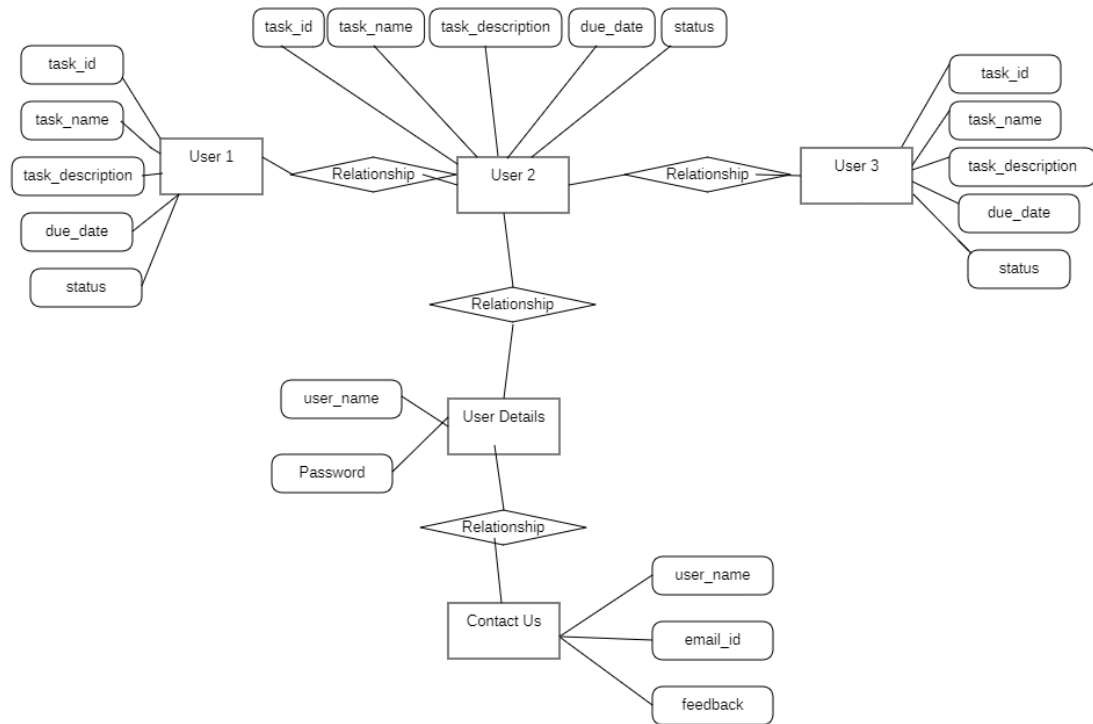 task_id
task_name
task_description
due_date
status
task_id
task_name
task_description
due_date
status
User 1
Relationship
User 2
Relationship
User 3
task_id
task_name
task_description
due_date
status
Relationship
user_name
Password
User Details
Relationship
Contact Us
user_name
email_id
feedback